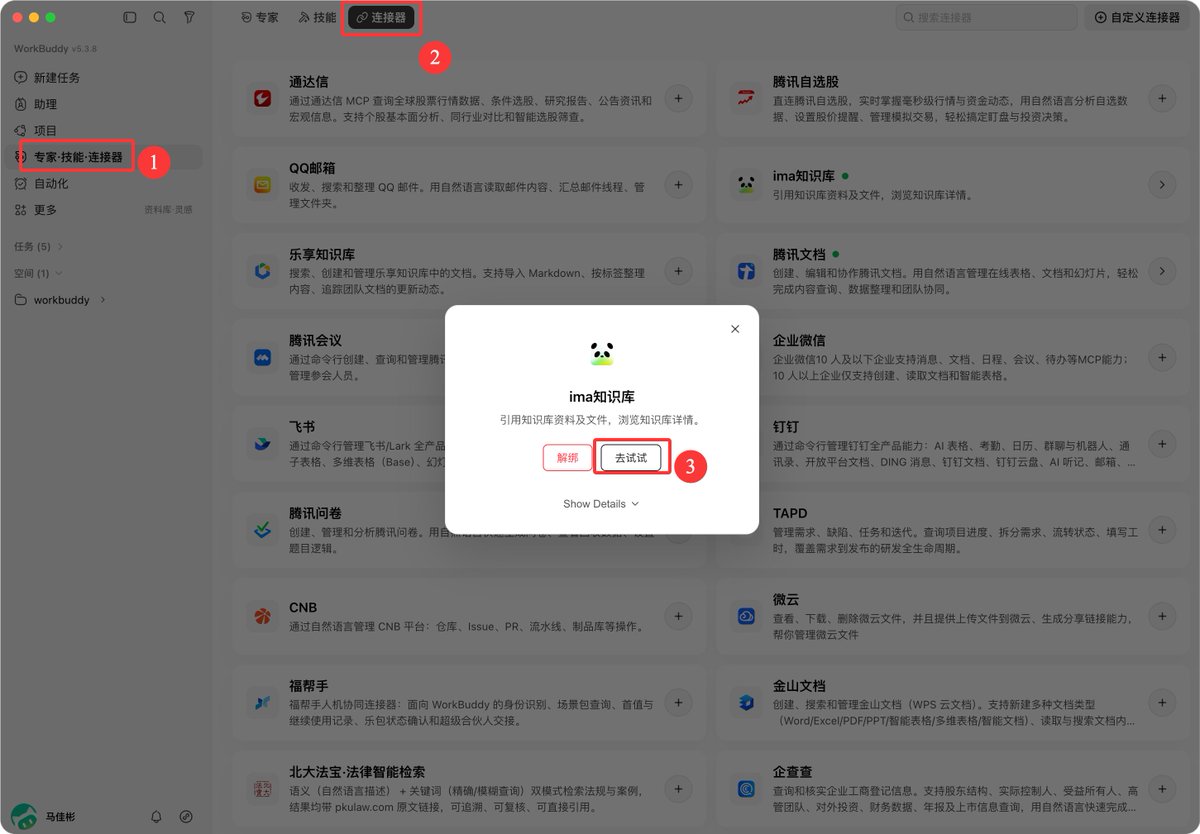 专家
技能
连接器
搜索连接器
自定义连接器
2
WorkBuddy v5.3.8
新建任务
助理
项目
专家·技能·连接器
1
自动化
更多
资料库·灵感
任务 (5)
空间 (1)
workbuddy
通达信
通过通达信 MCP 查询全球股票行情数据、条件选股、研究报告、公告资讯和
宏观信息。支持个股基本面分析、同行业对比和智能选股筛查。
腾讯自选股
直连腾讯自选股，实时掌握毫秒级行情与资金动态，用自然语言分析自选数
据、设置股价提醒、管理模拟交易，轻松搞定盯盘与投资决策。
QQ邮箱
收发、搜索和整理 QQ 邮件。用自然语言读取邮件内容、汇总邮件线程、管
理文件夹。
ima知识库
引用知识库资料及文件，浏览知识库详情。
乐享知识库
搜索、创建和管理乐享知识库中的文档。支持导入 Markdown、按标签整理
内容、追踪团队文档的更新动态。
腾讯文档
创建、编辑和协作腾讯文档。用自然语言管理在线表格、文档和幻灯片，轻松
完成内容查询、数据整理和团队协同。
腾讯会议
通过命令行创建、查询和管理腾讯
管理参会人员。
企业微信
企业微信10 人及以下企业支持消息、文档、日程、会议、待办等MCP能力；
10 人以上企业仅支持创建、读取文档和智能表格。
飞书
通过命令行管理飞书/Lark 全产品
子表格、多维表格（Base）、幻灯
钉钉
通过命令行管理钉钉全产品能力：AI 表格、考勤、日历、群聊与机器人、通
讯录、开放平台文档、DING 消息、钉钉文档、钉钉云盘、AI 听记、邮箱、...
ima知识库
引用知识库资料及文件，浏览知识库详情。
解绑
去试试
3
Show Details
腾讯问卷
创建、管理和分析腾讯问卷。用自
题目逻辑。
TAPD
管理需求、缺陷、任务和迭代。查询项目进度、拆分需求、流转状态、填写工
时，覆盖需求到发布的研发全生命周期。
CNB
通过自然语言管理 CNB 平台：仓库、Issue、PR、流水线、制品库等操作。
微云
查看、下载、删除微云文件，并且提供上传文件到微云、生成分享链接能力，
帮你管理微云文件
福帮手
福帮手人机协同连接器：面向 WorkBuddy 的身份识别、场景包查询、首值与
继续使用记录、乐包状态确认和超级合伙人交接。
金山文档
创建、搜索和管理金山文档（WPS 云文档）。支持新建多种文档类型
（Word/Excel/PDF/PPT/智能表格/多维表格/智能文档）、读取与搜索文档内...
北大法宝·法律智能检索
语义（自然语言描述）+ 关键词（精确/模糊查询）双模式检索法规与案例，
结果均带 pkulaw.com 原文链接，可追溯、可复核、可直接引用。
企查查
查询和核实企业工商登记信息。支持股东结构、实际控制人、受益所有人、高
管团队、对外投资、财务数据、年报及上市信息查询，用自然语言快速完成...
马佳彬